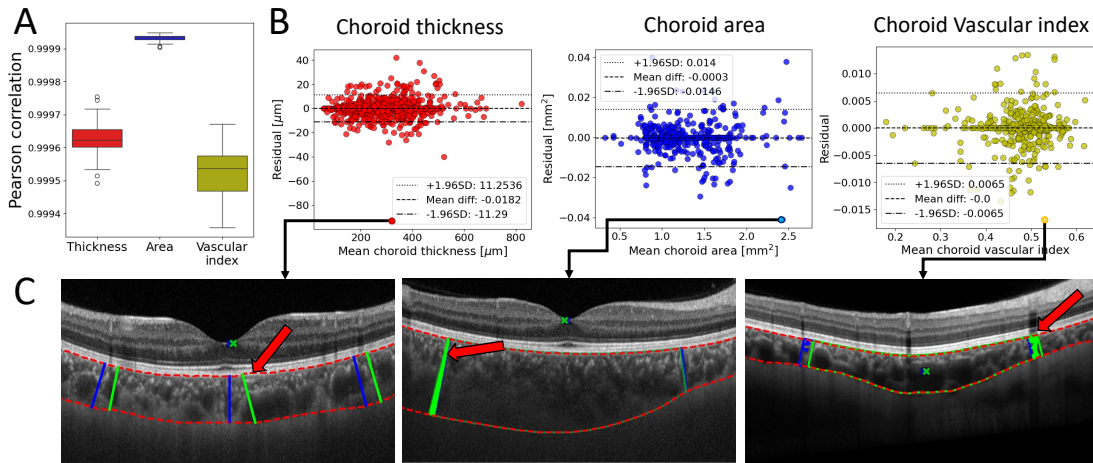 A
Pearson correlation
0.9999
0.9998
0.9997
0.9996
0.9995
0.9994
Thickness
Area
Vascular
index
B
Choroid thickness
Residual [μm]
40
20
0
−20
−40
−60
−80
+1.96SD: 11.2536
Mean diff: -0.0182
-1.96SD: -11.29
200
400
600
800
Mean choroid thickness [μm]
Choroid area
Residual [mm²]
0.04
0.02
0.00
−0.02
−0.04
+1.96SD: 0.014
Mean diff: -0.0003
-1.96SD: -0.0146
0.5
1.0
1.5
2.0
2.5
Mean choroid area [mm²]
Choroid Vascular index
Residual
0.010
0.005
0.000
−0.005
−0.010
−0.015
+1.96SD: 0.0065
Mean diff: -0.0
-1.96SD: -0.0065
0.2
0.3
0.4
0.5
0.6
Mean choroid vascular index
C